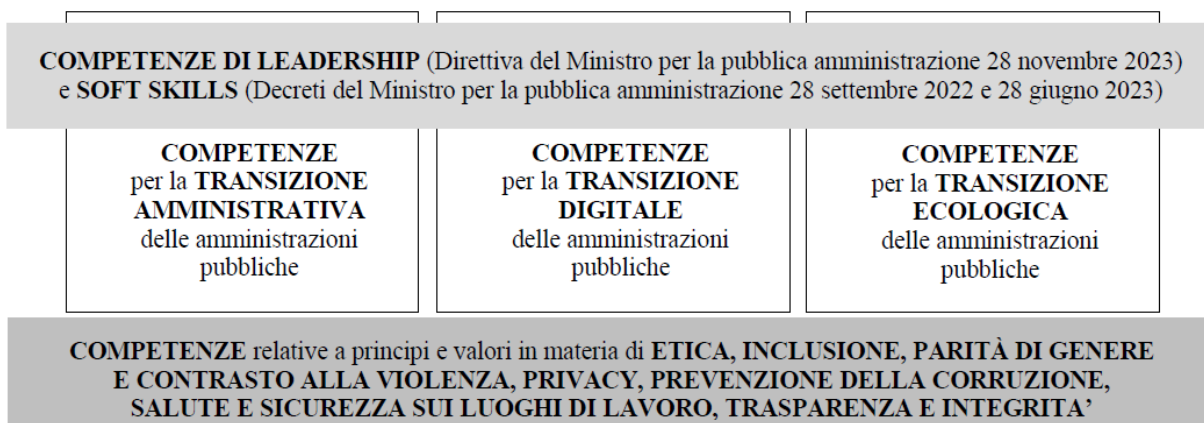 COMPETENZE DI LEADERSHIP (Direttiva del Ministro per la pubblica amministrazione 28 novembre 2023)
e SOFT SKILLS (Decreti del Ministro per la pubblica amministrazione 28 settembre 2022 e 28 giugno 2023)
COMPETENZE
per la TRANSIZIONE
AMMINISTRATIVA
delle amministrazioni
pubbliche
COMPETENZE
per la TRANSIZIONE
DIGITALE
delle amministrazioni
pubbliche
COMPETENZE
per la TRANSIZIONE
ECOLOGICA
delle amministrazioni
pubbliche
COMPETENZE relative a principi e valori in materia di ETICA, INCLUSIONE, PARITÀ DI GENERE
E CONTRASTO ALLA VIOLENZA, PRIVACY, PREVENZIONE DELLA CORRUZIONE,
SALUTE E SICUREZZA SUI LUOGHI DI LAVORO, TRASPARENZA E INTEGRITA’